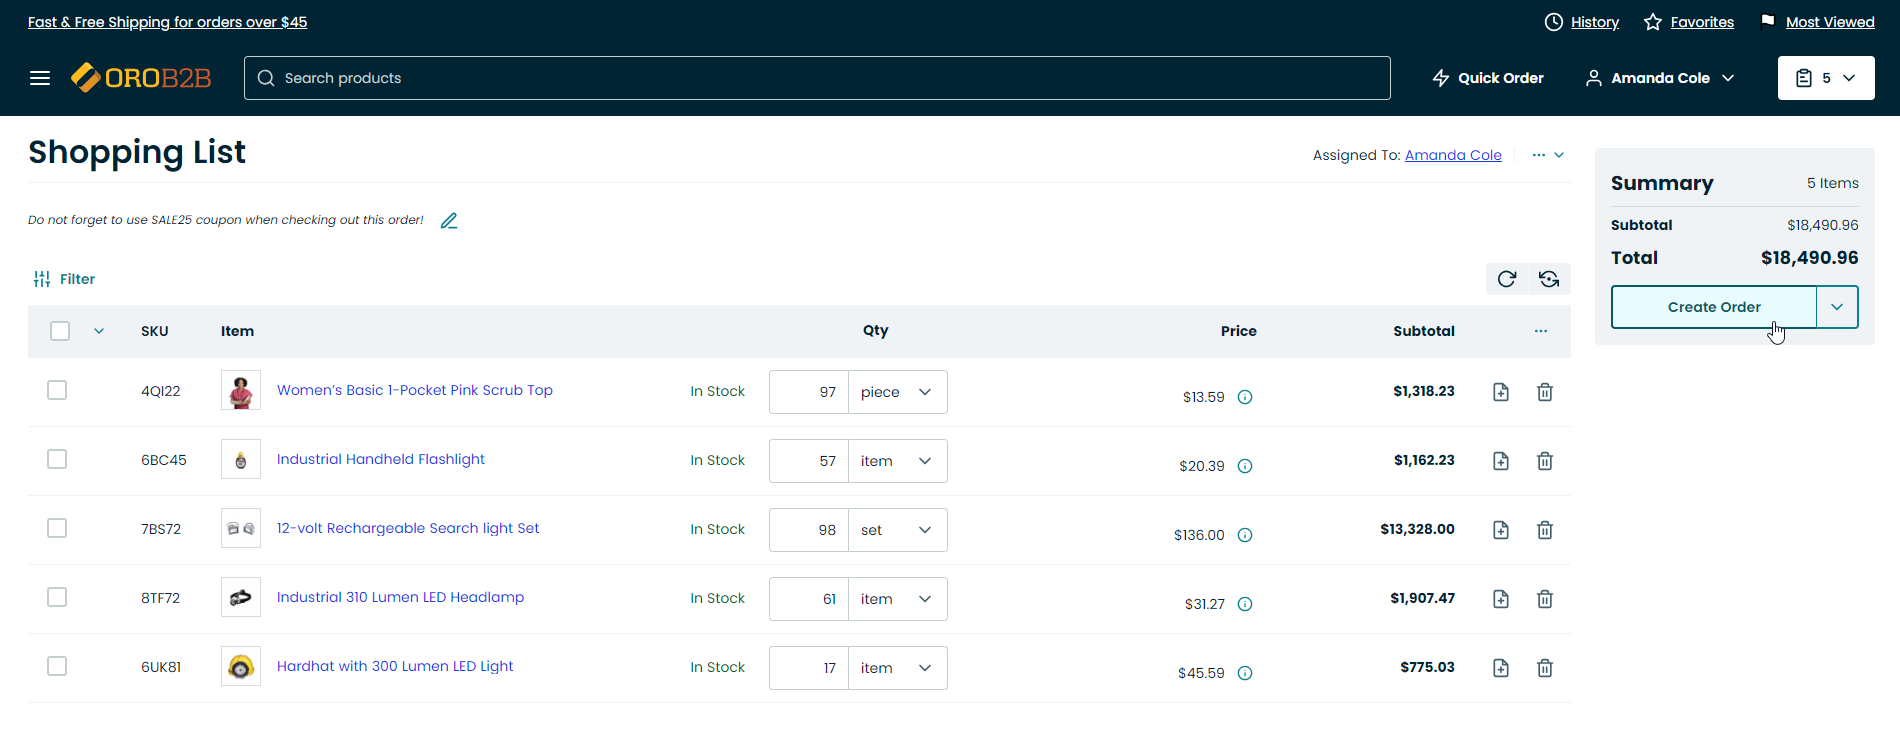 Fast & Free Shipping for orders over $45
History Favorites Most Viewed
OROB2B Search products Quick Order Amanda Cole 5
Shopping List
Assigned To: Amanda Cole ...
Do not forget to use SALE25 coupon when checking out this order!
Summary 5 Items
Subtotal $18,490.96
Total $18,490.96
Create Order
Filter
SKU Item Qty Price Subtotal ...
4QI22 Women’s Basic 1-Pocket Pink Scrub Top In Stock 97 piece $13.59 $1,318.23
6BC45 Industrial Handheld Flashlight In Stock 57 item $20.39 $1,162.23
7BS72 12-volt Rechargeable Search light Set In Stock 98 set $136.00 $13,328.00
8TF72 Industrial 310 Lumen LED Headlamp In Stock 61 item $31.27 $1,907.47
6UK81 Hardhat with 300 Lumen LED Light In Stock 17 item $45.59 $775.03